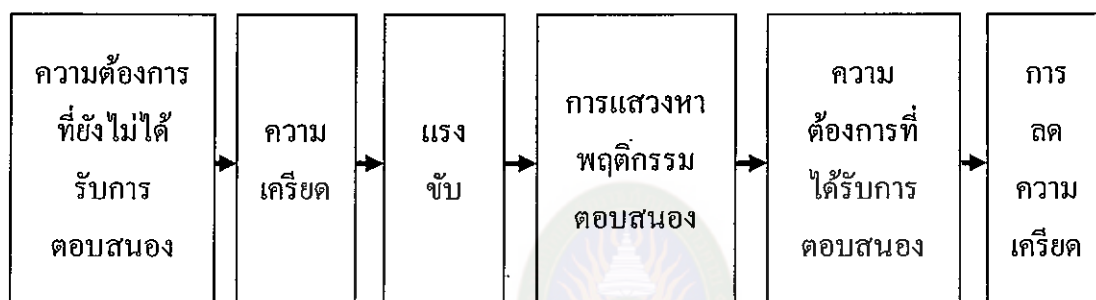 ความต้องการ
ที่ยังไม่ได้
รับการ
ตอบสนอง
ความ
เครียด
แรง
ขับ
การแสวงหา
พฤติกรรม
ตอบสนอง
ความ
ต้องการที่
ได้รับการ
ตอบสนอง
การ
ลด
ความ
เครียด